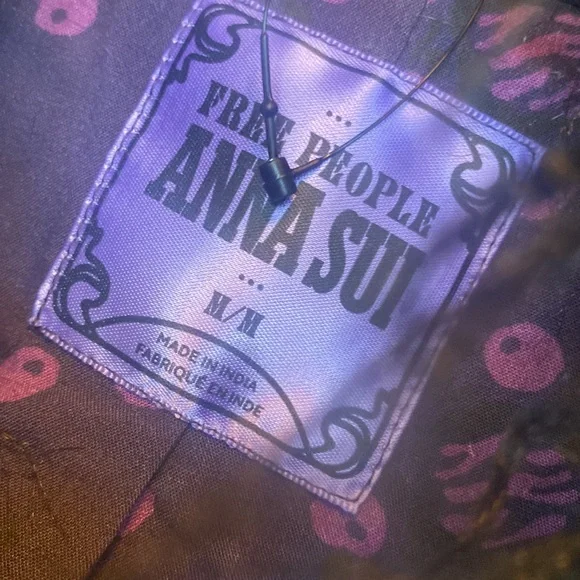 FREE PEOPLE
ANNA SUI
M/M
MADE IN INDIA
FABRIQUÉ EN INDE